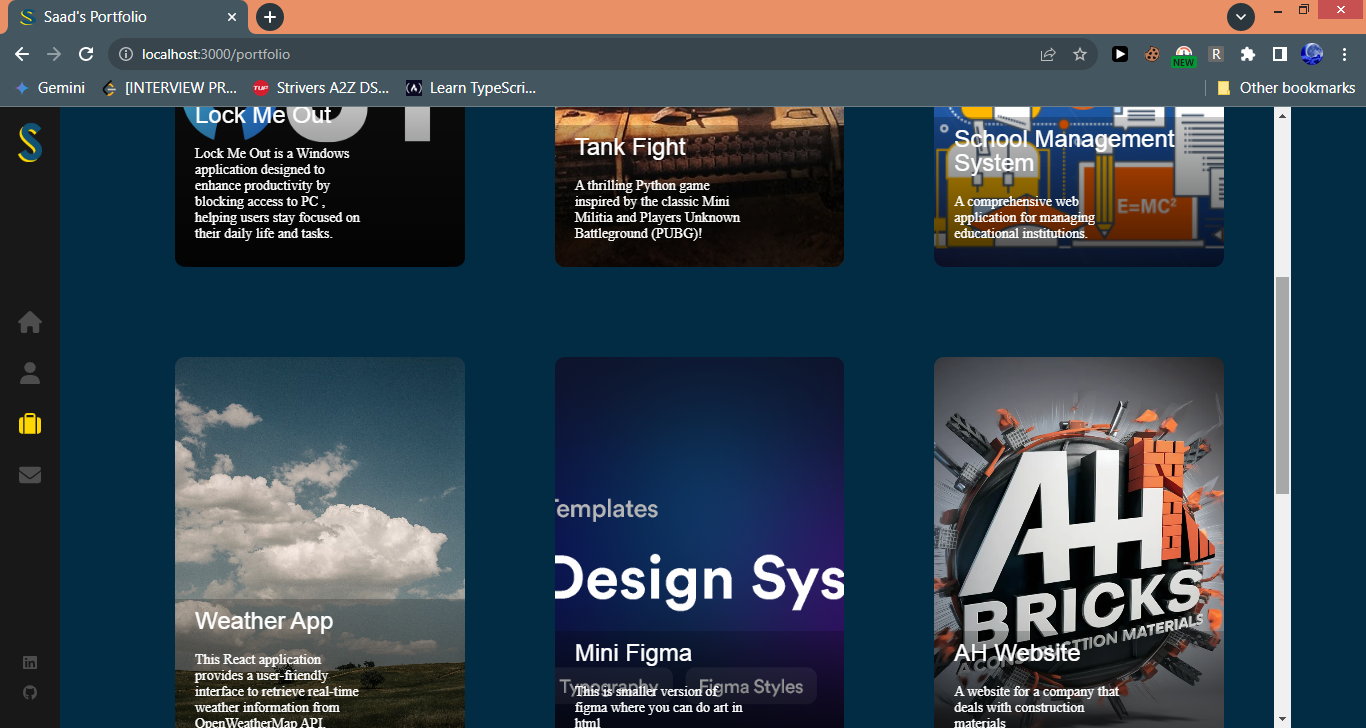 Saad's Portfolio
localhost:3000/portfolio
NEW
R
Gemini
[INTERVIEW PR...
TUF
Strivers A2Z DS...
Learn TypeScri...
Other bookmarks
S
Lock Me Out
Lock Me Out is a Windows
application designed to
enhance productivity by
blocking access to PC ,
helping users stay focused on
their daily life and tasks.
Tank Fight
A thrilling Python game
inspired by the classic Mini
Militia and Players Unknown
Battleground (PUBG)!
School Management
System
E=MC²
A comprehensive web
application for managing
educational institutions.
Weather App
This React application
provides a user-friendly
interface to retrieve real-time
weather information from
OpenWeatherMap API.
Templates
Design Sys
Mini Figma
Typography
Figma Styles
This is smaller version of
figma where you can do art in
html
AH
BRICKS
CONSTRUCTION MATERIALS
AH Website
A website for a company that
deals with construction
materials